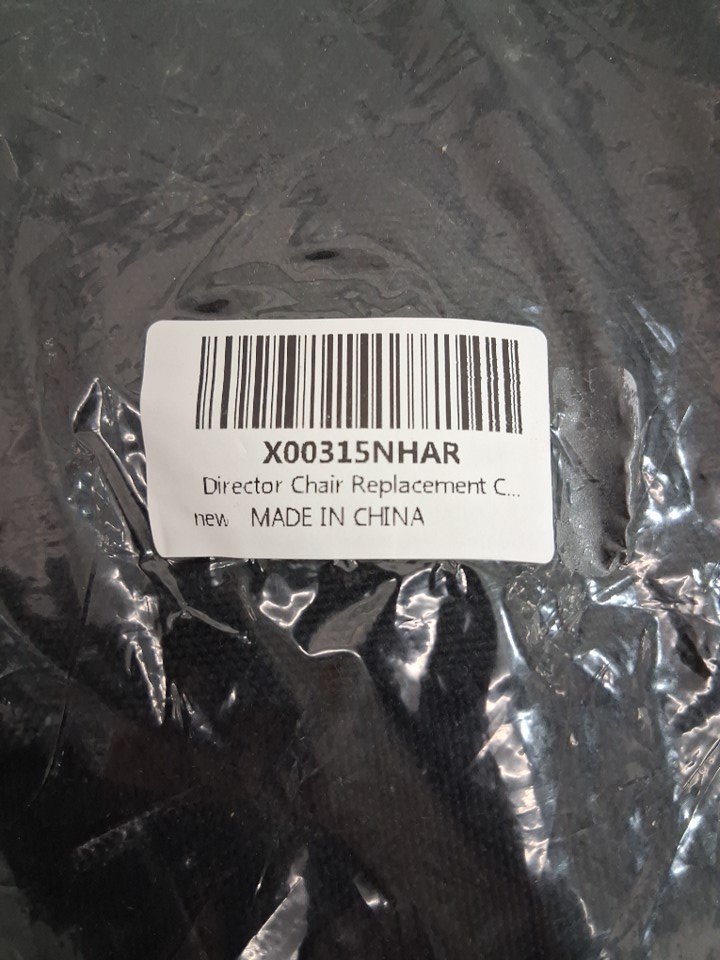 X00315NHAR
Director Chair Replacement C...
new MADE IN CHINA